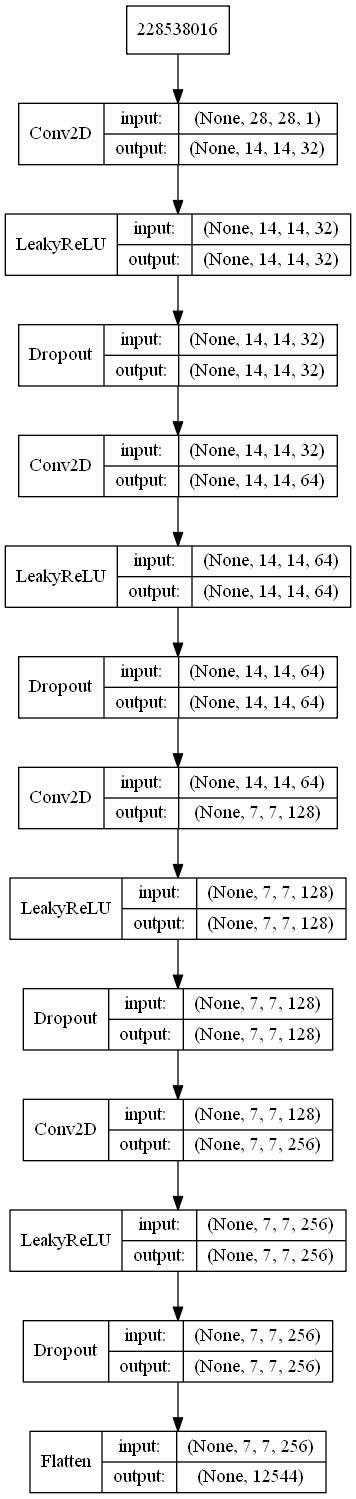 228538016
Conv2D
input: (None, 28, 28, 1)
output: (None, 14, 14, 32)
LeakyReLU
input: (None, 14, 14, 32)
output: (None, 14, 14, 32)
Dropout
input: (None, 14, 14, 32)
output: (None, 14, 14, 32)
Conv2D
input: (None, 14, 14, 32)
output: (None, 14, 14, 64)
LeakyReLU
input: (None, 14, 14, 64)
output: (None, 14, 14, 64)
Dropout
input: (None, 14, 14, 64)
output: (None, 14, 14, 64)
Conv2D
input: (None, 14, 14, 64)
output: (None, 7, 7, 128)
LeakyReLU
input: (None, 7, 7, 128)
output: (None, 7, 7, 128)
Dropout
input: (None, 7, 7, 128)
output: (None, 7, 7, 128)
Conv2D
input: (None, 7, 7, 128)
output: (None, 7, 7, 256)
LeakyReLU
input: (None, 7, 7, 256)
output: (None, 7, 7, 256)
Dropout
input: (None, 7, 7, 256)
output: (None, 7, 7, 256)
Flatten
input: (None, 7, 7, 256)
output: (None, 12544)